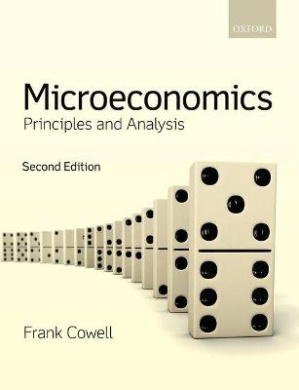 OXFORD
Microeconomics
Principles and Analysis
Second Edition
Frank Cowell